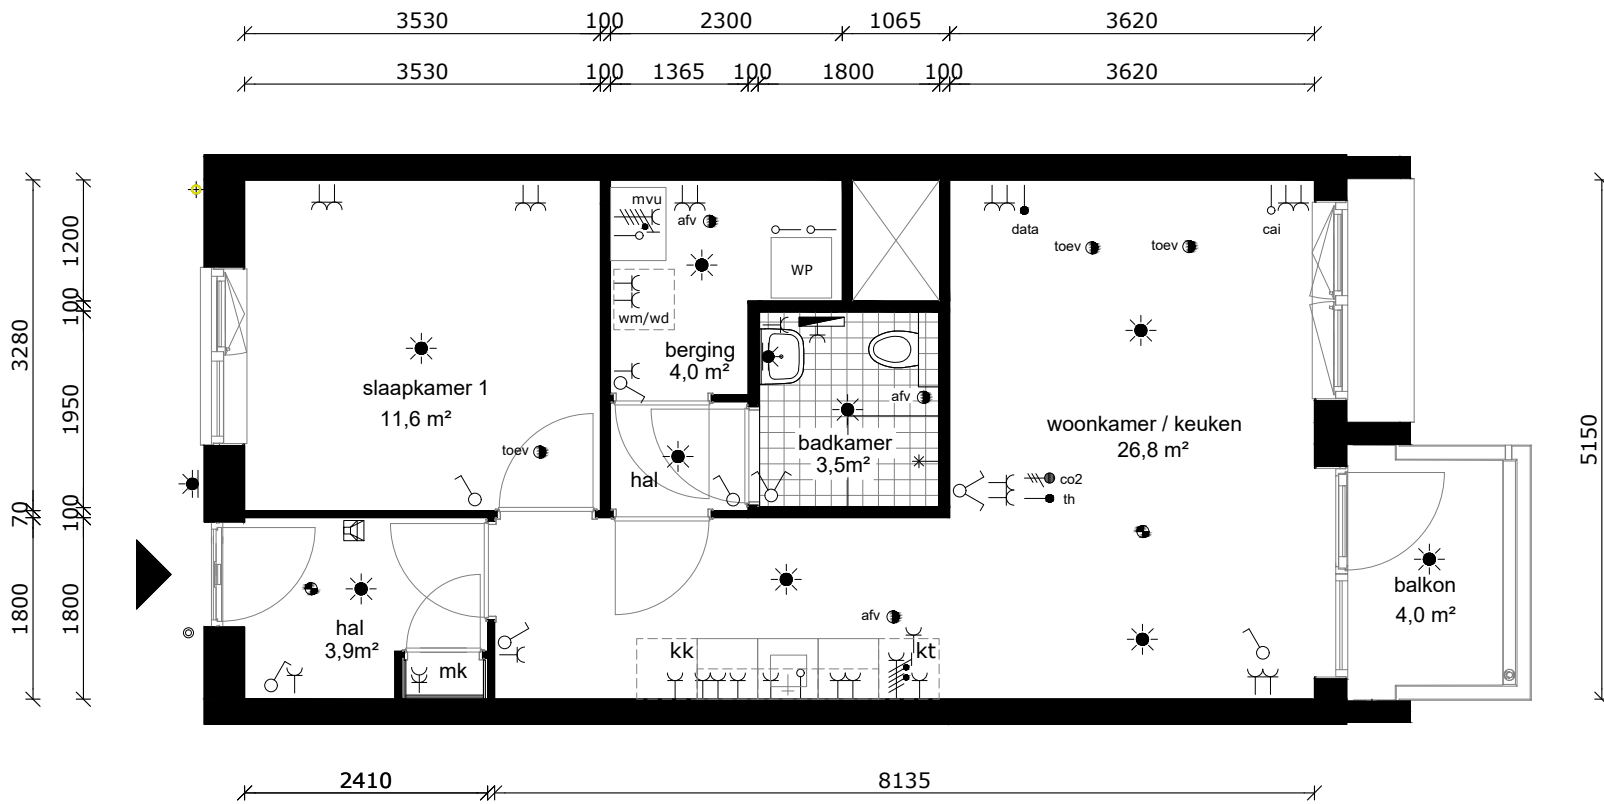 3530 100 2300 1065 3620
3530 100 1365 100 1800 100 3620
3280
70
1800
1200
100
1950
100
1800
5150
mvu
afv
WP
wm/wd
berging
4,0 m²
slaapkamer 1
11,6 m²
toev
hal
badkamer
3,5m²
afv
data
cai
toev
toev
woonkamer / keuken
26,8 m²
co2
th
balkon
4,0 m²
hal
3,9m²
mk
afv
kk
kt
2410 8135